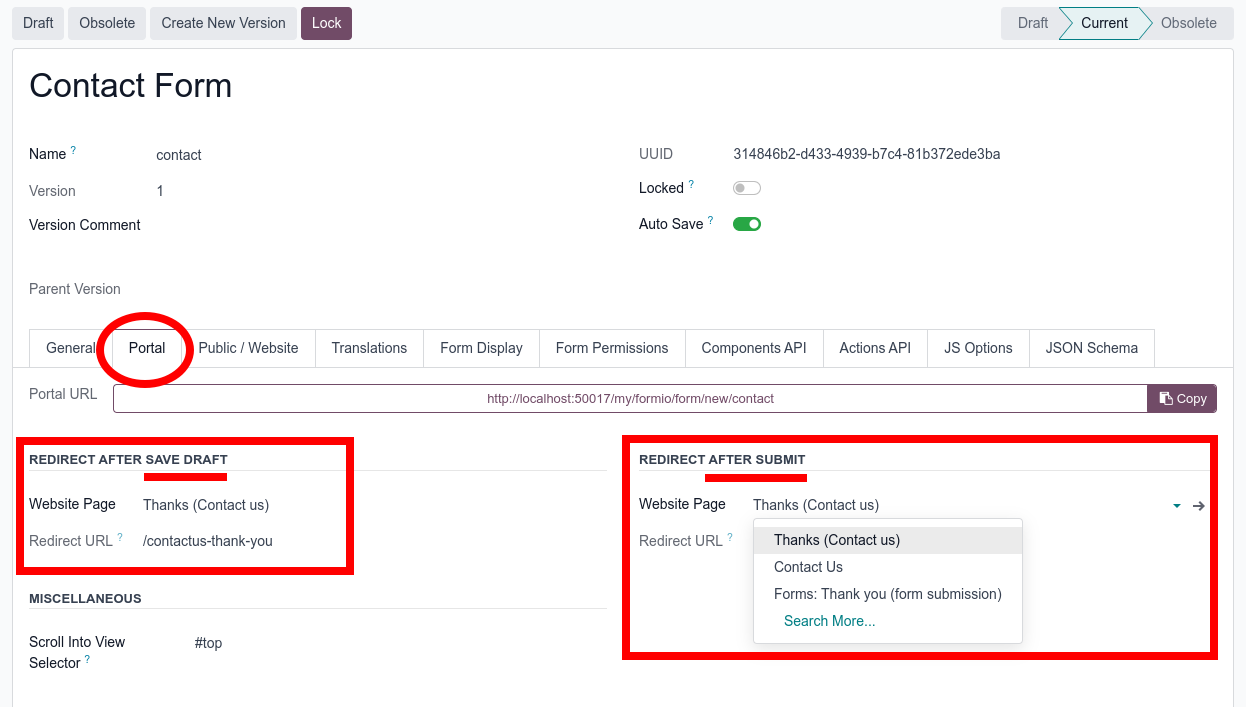 Draft Obsolete Create New Version Lock Draft Current Obsolete
Contact Form
Name ? contact
UUID 314846b2-d433-4939-b7c4-81b372ede3ba
Version 1
Locked ?
Version Comment
Auto Save ?
Parent Version
General Portal Public / Website Translations Form Display Form Permissions Components API Actions API JS Options JSON Schema
Portal URL http://localhost:50017/my/formio/form/new/contact Copy
REDIRECT AFTER SAVE DRAFT
Website Page Thanks (Contact us)
Redirect URL ? /contactus-thank-you
MISCELLANEOUS
Scroll Into View
Selector ? #top
REDIRECT AFTER SUBMIT
Website Page Thanks (Contact us)
Redirect URL ?
Thanks (Contact us)
Contact Us
Forms: Thank you (form submission)
Search More...